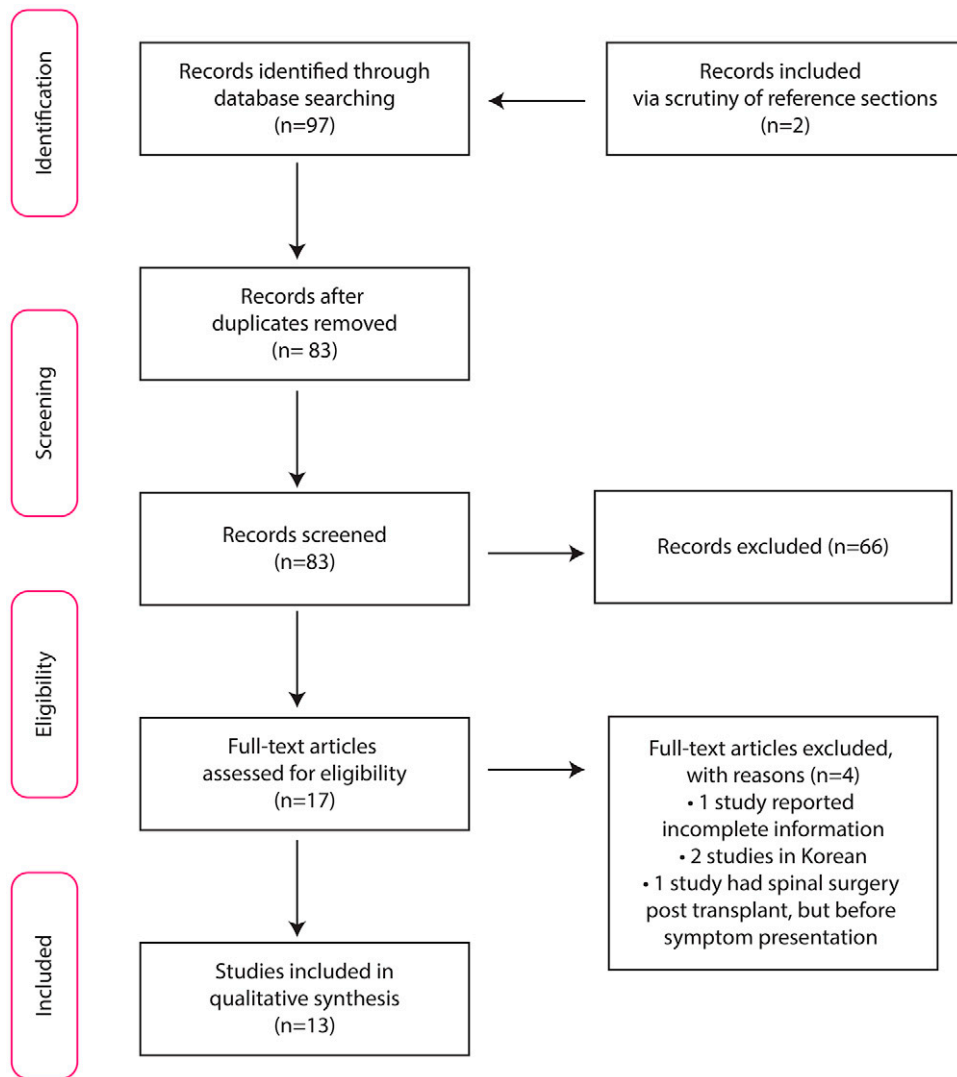 Identification
Records identified through
database searching
(n=97)
Records included
via scrutiny of reference sections
(n=2)
Screening
Records after
duplicates removed
(n= 83)
Records screened
(n=83)
Records excluded (n=66)
Eligibility
Full-text articles
assessed for eligibility
(n=17)
Full-text articles excluded,
with reasons (n=4)
• 1 study reported
incomplete information
• 2 studies in Korean
• 1 study had spinal surgery
post transplant, but before
symptom presentation
Included
Studies included in
qualitative synthesis
(n=13)